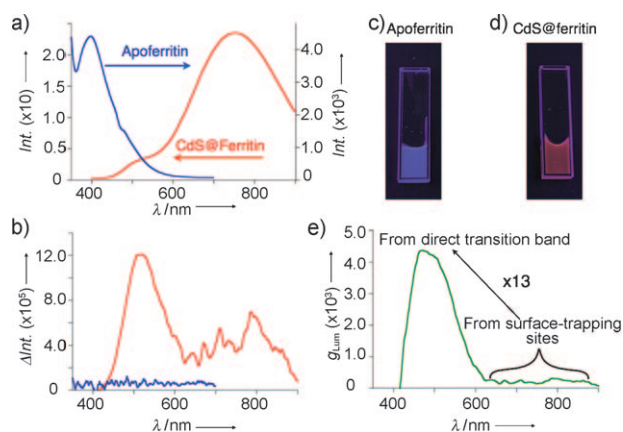 a)
Int. (x10) →
2.0
1.5
1.0
0.5
0
Apoferritin
CdS@Ferritin
4.0
3.0
2.0
1.0
0
Int. (x10³) →
400 600 800
λ/nm →
c) Apoferritin
d) CdS@ferritin
b)
ΔInt. (x10⁵) →
12.0
8.0
4.0
0
400 600 800
λ/nm →
e)
g_Lum (x10³) →
5.0
4.0
3.0
2.0
1.0
0
From direct transition band
x13
From surface-trapping
sites
400 600 800
λ/nm →